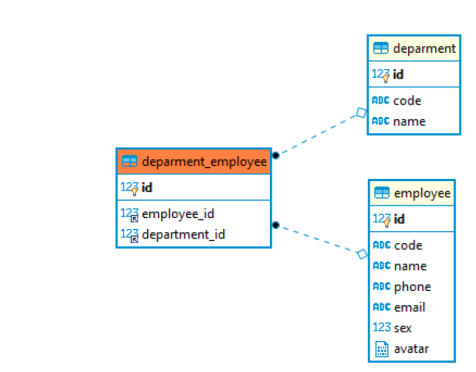 deparment
123 id
ABC code
ABC name
deparment_employee
123 id
123 employee_id
123 department_id
employee
123 id
ABC code
ABC name
ABC phone
ABC email
123 sex
avatar